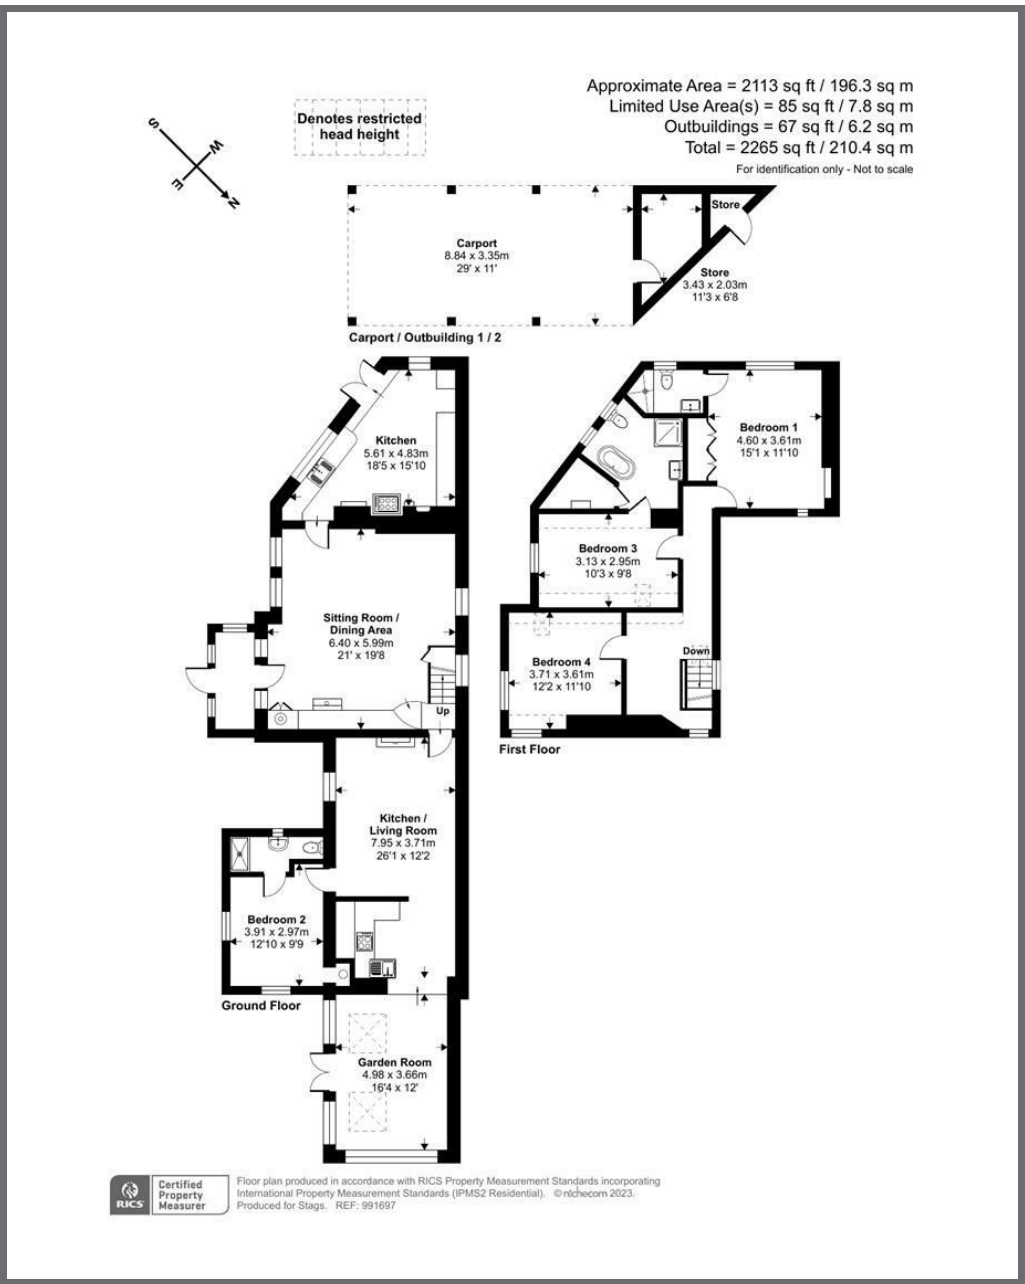 Approximate Area = 2113 sq ft / 196.3 sq m
Limited Use Area(s) = 85 sq ft / 7.8 sq m
Outbuildings = 67 sq ft / 6.2 sq m
Total = 2265 sq ft / 210.4 sq m
For identification only - Not to scale
Denotes restricted
head height
S
W
E
N
Store
Carport
8.84 x 3.35m
29' x 11'
Store
3.43 x 2.03m
11'3 x 6'8
Carport / Outbuilding 1 / 2
Kitchen
5.61 x 4.83m
18'5 x 15'10
Bedroom 1
4.60 x 3.61m
15'1 x 11'10
Bedroom 3
3.13 x 2.95m
10'3 x 9'8
Sitting Room /
Dining Area
6.40 x 5.99m
21' x 19'8
Up
Bedroom 4
3.71 x 3.61m
12'2 x 11'10
Down
First Floor
Kitchen /
Living Room
7.95 x 3.71m
26'1 x 12'2
Bedroom 2
3.91 x 2.97m
12'10 x 9'9
Ground Floor
Garden Room
4.98 x 3.66m
16'4 x 12'
RICS
Certified
Property
Measurer
Floor plan produced in accordance with RICS Property Measurement Standards incorporating
International Property Measurement Standards (IPMS2 Residential). © nichecom 2023.
Produced for Stags. REF: 991697